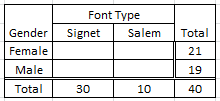 Font Type
Gender Signet Salem Total
Female 21
Male 19
Total 30 10 40